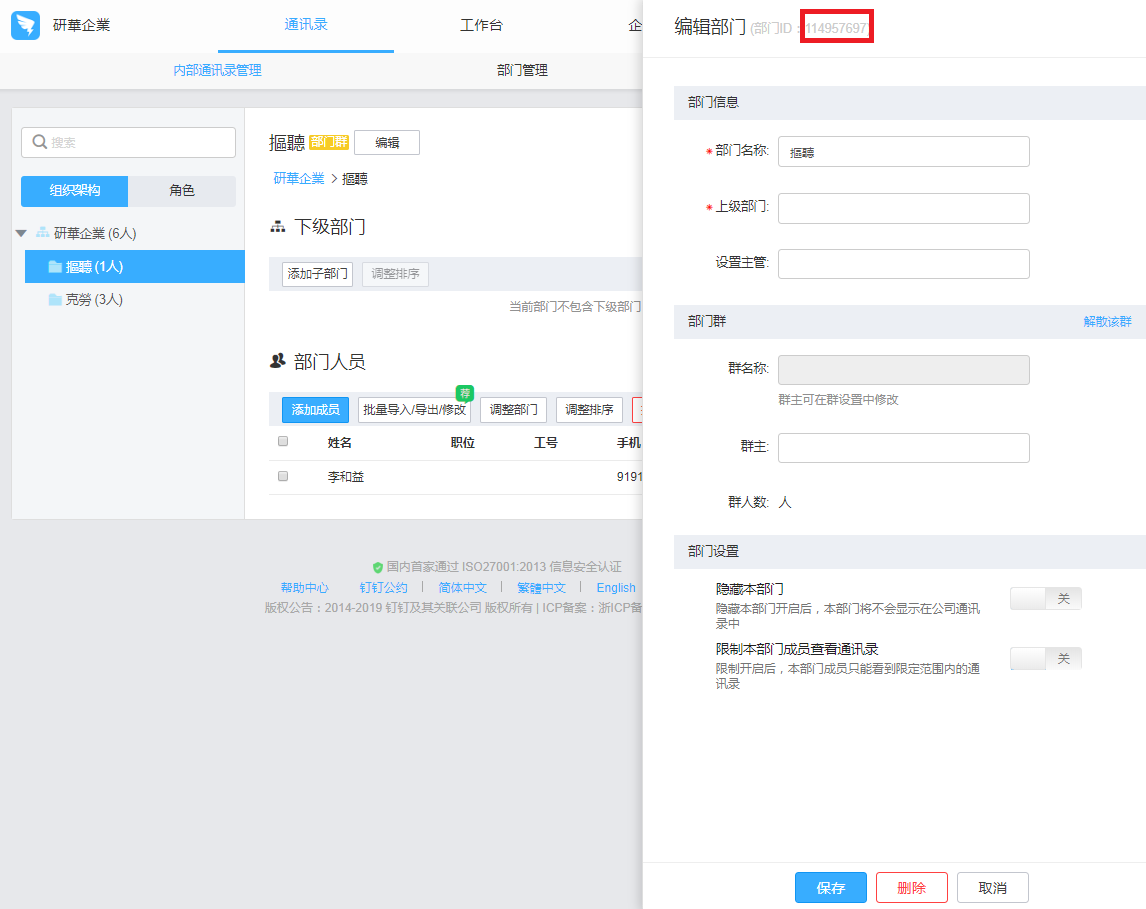 研華企業
通讯录
工作台
企
内部通讯录管理
部门管理
搜索
组织架构
角色
研華企業 (6人)
摳聽 (1人)
克勞 (3人)
摳聽 部门群 编辑
研華企業 > 摳聽
下级部门
添加子部门 调整排序
当前部门不包含下级部门
部门人员
荐
添加成员 批量导入/导出/修改 调整部门 调整排序
姓名 职位 工号 手机
李和益 9191
国内首家通过 ISO27001:2013 信息安全认证
帮助中心 钉钉公约 | 简体中文 | 繁體中文 | English
版权公告：2014-2019 钉钉及其关联公司 版权所有 | ICP备案：浙ICP备
编辑部门 (部门ID：1149576977)
部门信息
*部门名称: 摳聽
*上级部门:
设置主管:
部门群 解散该群
群名称:
群主可在群设置中修改
群主:
群人数: 人
部门设置
隐藏本部门
隐藏本部门开启后，本部门将不会显示在公司通讯
录中
关
限制本部门成员查看通讯录
限制开启后，本部门成员只能看到限定范围内的通
讯录
关
保存 删除 取消